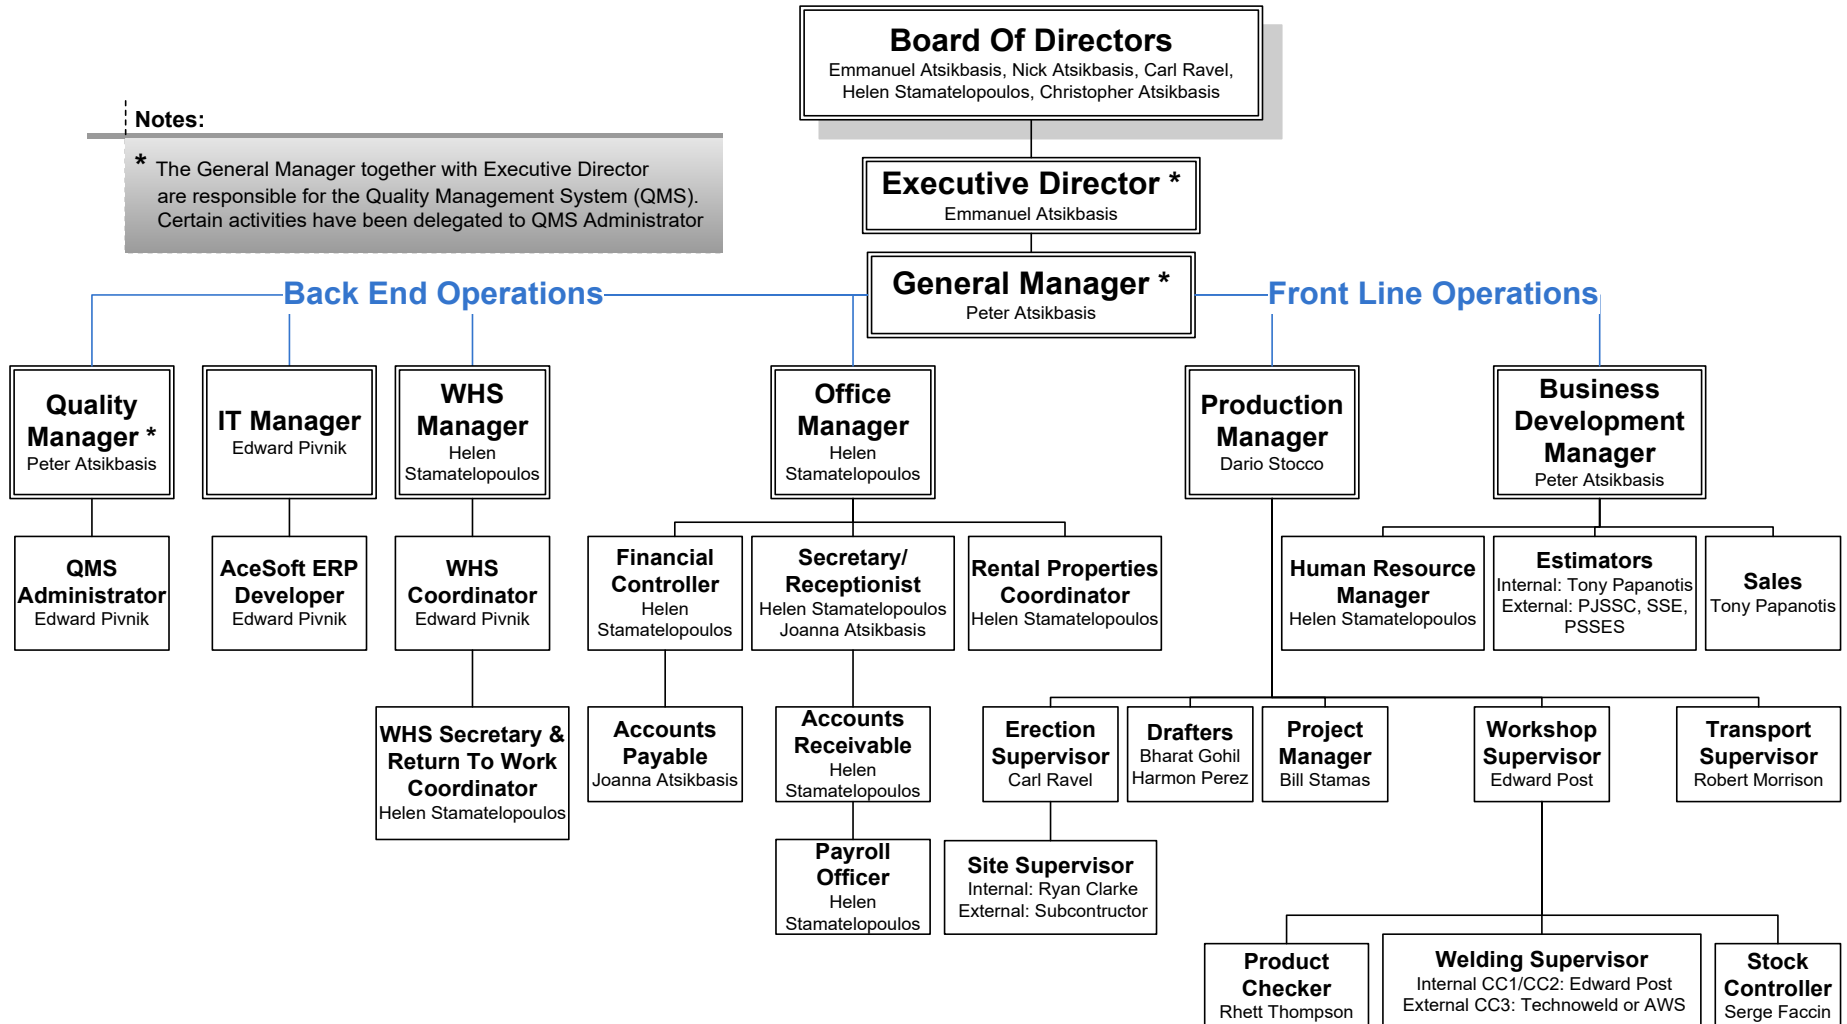 Board Of Directors
Emmanuel Atsikbasis, Nick Atsikbasis, Carl Ravel,
Helen Stamatelopoulos, Christopher Atsikbasis
Notes:
* The General Manager together with Executive Director
are responsible for the Quality Management System (QMS).
Certain activities have been delegated to QMS Administrator
Executive Director *
Emmanuel Atsikbasis
General Manager *
Peter Atsikbasis
Back End Operations
Front Line Operations
Quality
Manager *
Peter Atsikbasis
IT Manager
Edward Pivnik
WHS
Manager
Helen
Stamatelopoulos
Office
Manager
Helen
Stamatelopoulos
Production
Manager
Dario Stocco
Business
Development
Manager
Peter Atsikbasis
QMS
Administrator
Edward Pivnik
AceSoft ERP
Developer
Edward Pivnik
WHS
Coordinator
Edward Pivnik
Financial
Controller
Helen
Stamatelopoulos
Secretary/
Receptionist
Helen Stamatelopoulos
Joanna Atsikbasis
Rental Properties
Coordinator
Helen Stamatelopoulos
Human Resource
Manager
Helen Stamatelopoulos
Estimators
Internal: Tony Papanotis
External: PJSSC, SSE,
PSSES
Sales
Tony Papanotis
WHS Secretary &
Return To Work
Coordinator
Helen Stamatelopoulos
Accounts
Payable
Joanna Atsikbasis
Accounts
Receivable
Helen
Stamatelopoulos
Erection
Supervisor
Carl Ravel
Drafters
Bharat Gohil
Harmon Perez
Project
Manager
Bill Stamas
Workshop
Supervisor
Edward Post
Transport
Supervisor
Robert Morrison
Payroll
Officer
Helen
Stamatelopoulos
Site Supervisor
Internal: Ryan Clarke
External: Subcontructor
Product
Checker
Rhett Thompson
Welding Supervisor
Internal CC1/CC2: Edward Post
External CC3: Technoweld or AWS
Stock
Controller
Serge Faccin